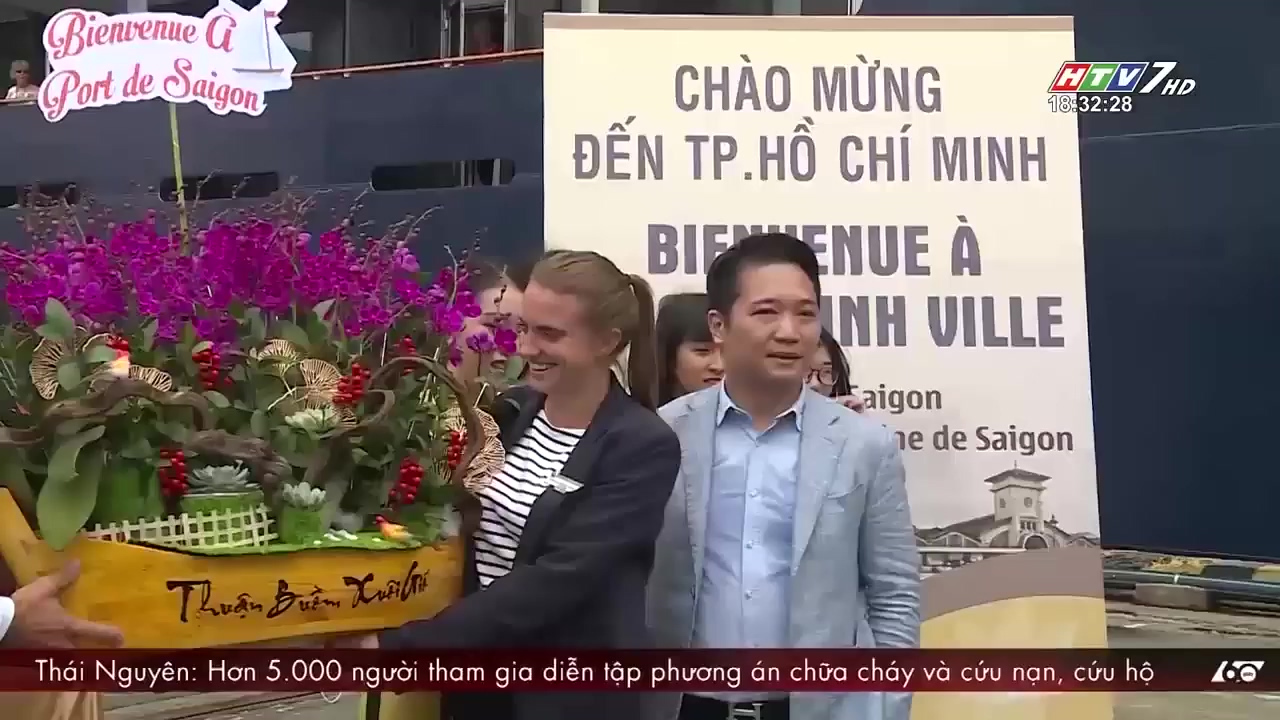 Bienvenue À
Port de Saigon
HTV7 HD
18:32:28
CHÀO MỪNG
ĐẾN TP.HỒ CHÍ MINH
BIENVENUE À
MINH VILLE
Saigon
de Saigon
Thuận Buồm Xuôi Gió
Thái Nguyên: Hơn 5.000 người tham gia diễn tập phương án chữa cháy và cứu nạn, cứu hộ
60